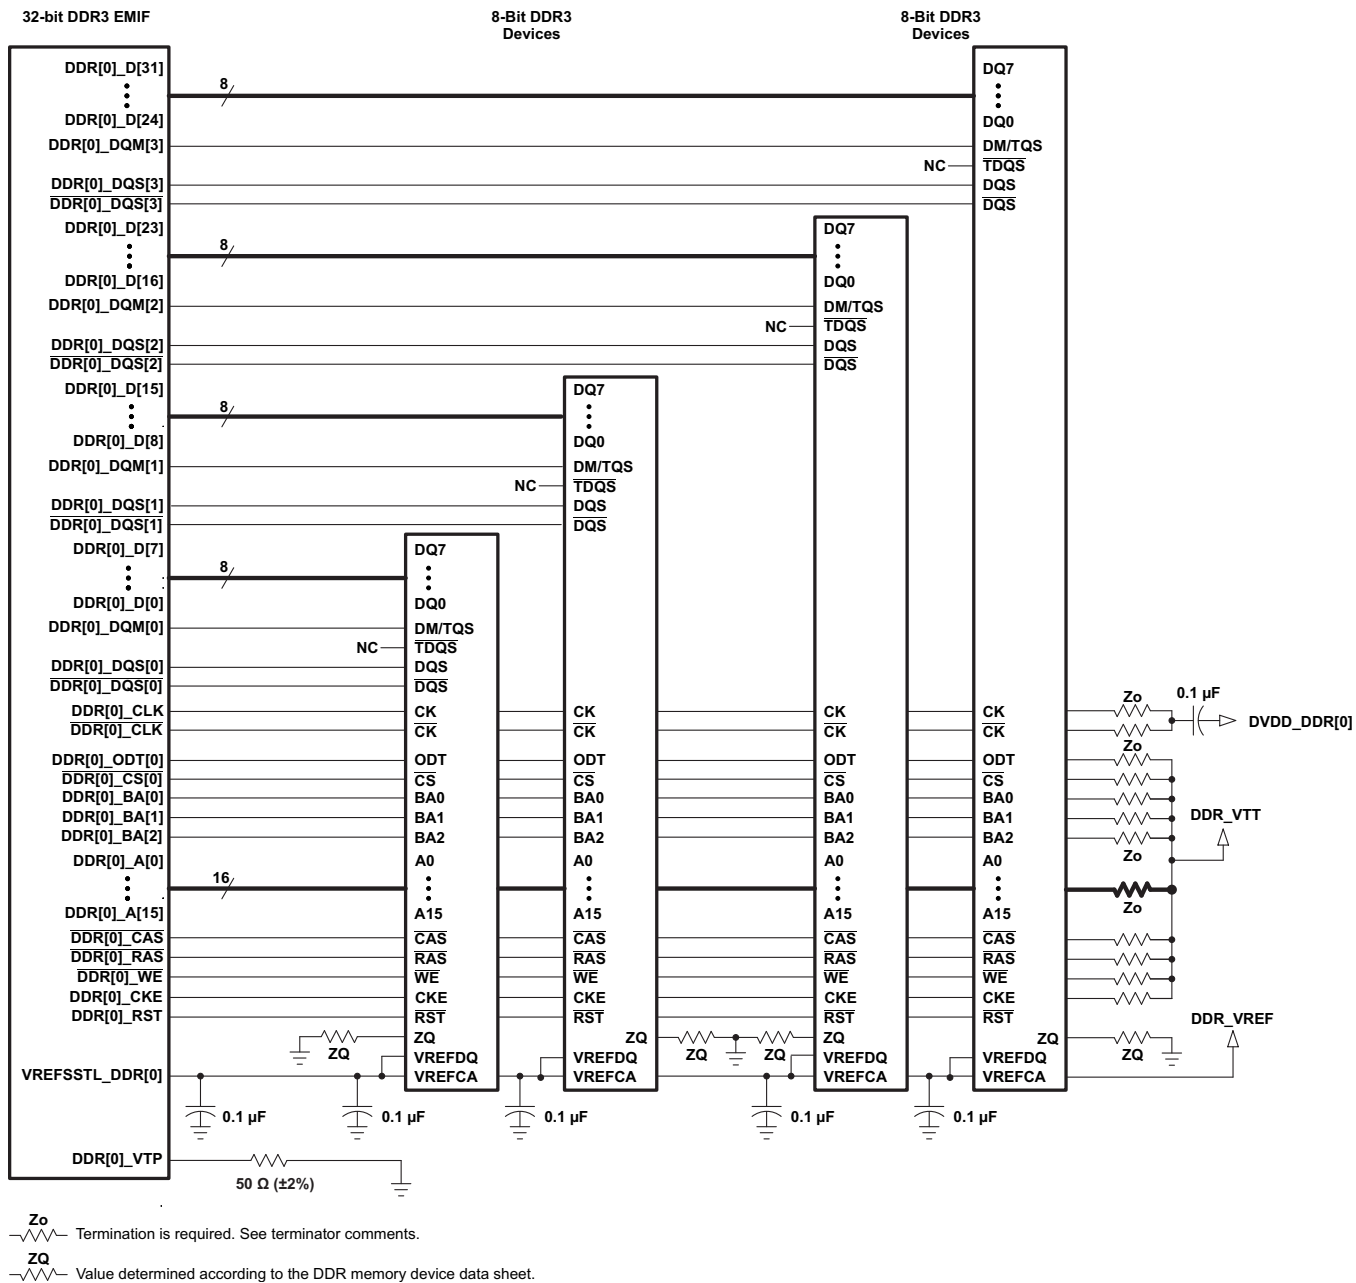 32-bit DDR3 EMIF
8-Bit DDR3
Devices
8-Bit DDR3
Devices
DDR[0]_D[31]
8
DQ7
DDR[0]_D[24]
DQ0
DDR[0]_DQM[3]
DM/TQS
NC
TDQS
DDR[0]_DQS[3]
DQS
DDR[0]_DQS[3]
DQS
DDR[0]_D[23]
8
DQ7
DDR[0]_D[16]
DQ0
DDR[0]_DQM[2]
DM/TQS
NC
TDQS
DDR[0]_DQS[2]
DQS
DDR[0]_DQS[2]
DQS
DDR[0]_D[15]
8
DQ7
DDR[0]_D[8]
DQ0
DDR[0]_DQM[1]
DM/TQS
NC
TDQS
DDR[0]_DQS[1]
DQS
DDR[0]_DQS[1]
DQS
DDR[0]_D[7]
8
DQ7
DDR[0]_D[0]
DQ0
DDR[0]_DQM[0]
DM/TQS
NC
TDQS
DDR[0]_DQS[0]
DQS
DDR[0]_DQS[0]
DQS
DDR[0]_CLK CK CK CK CK Zo 0.1 µF
DDR[0]_CLK CK CK CK CK DVDD_DDR[0]
Zo
DDR[0]_ODT[0] ODT ODT ODT ODT
DDR[0]_CS[0] CS CS CS CS
DDR[0]_BA[0] BA0 BA0 BA0 BA0
DDR[0]_BA[1] BA1 BA1 BA1 BA1 DDR_VTT
DDR[0]_BA[2] BA2 BA2 BA2 BA2
Zo
DDR[0]_A[0] A0 A0 A0 A0
16
Zo
DDR[0]_A[15] A15 A15 A15 A15
DDR[0]_CAS CAS CAS CAS CAS
DDR[0]_RAS RAS RAS RAS RAS
DDR[0]_WE WE WE WE WE
DDR[0]_CKE CKE CKE CKE CKE
DDR[0]_RST RST RST RST RST DDR_VREF
ZQ ZQ ZQ ZQ
ZQ ZQ ZQ ZQ
VREFDQ VREFDQ VREFDQ VREFDQ
VREFSSTL_DDR[0] VREFCA VREFCA VREFCA VREFCA
0.1 µF 0.1 µF 0.1 µF 0.1 µF 0.1 µF
DDR[0]_VTP
50 Ω (±2%)
Zo
Termination is required. See terminator comments.
ZQ
Value determined according to the DDR memory device data sheet.